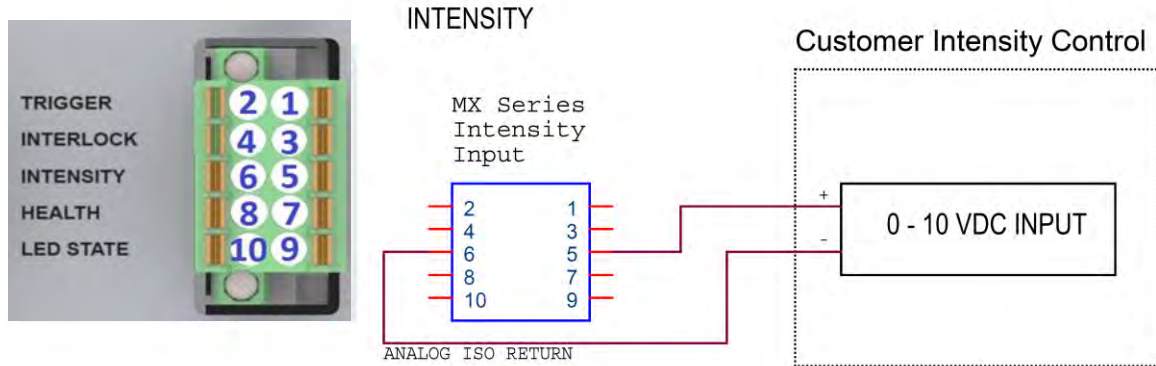 INTENSITY
Customer Intensity Control
TRIGGER 2 1
INTERLOCK 4 3
INTENSITY 6 5
HEALTH 8 7
LED STATE 10 9
MX Series
Intensity
Input
2 1
4 3
6 5
8 7
10 9
ANALOG ISO RETURN
+
-
0 - 10 VDC INPUT